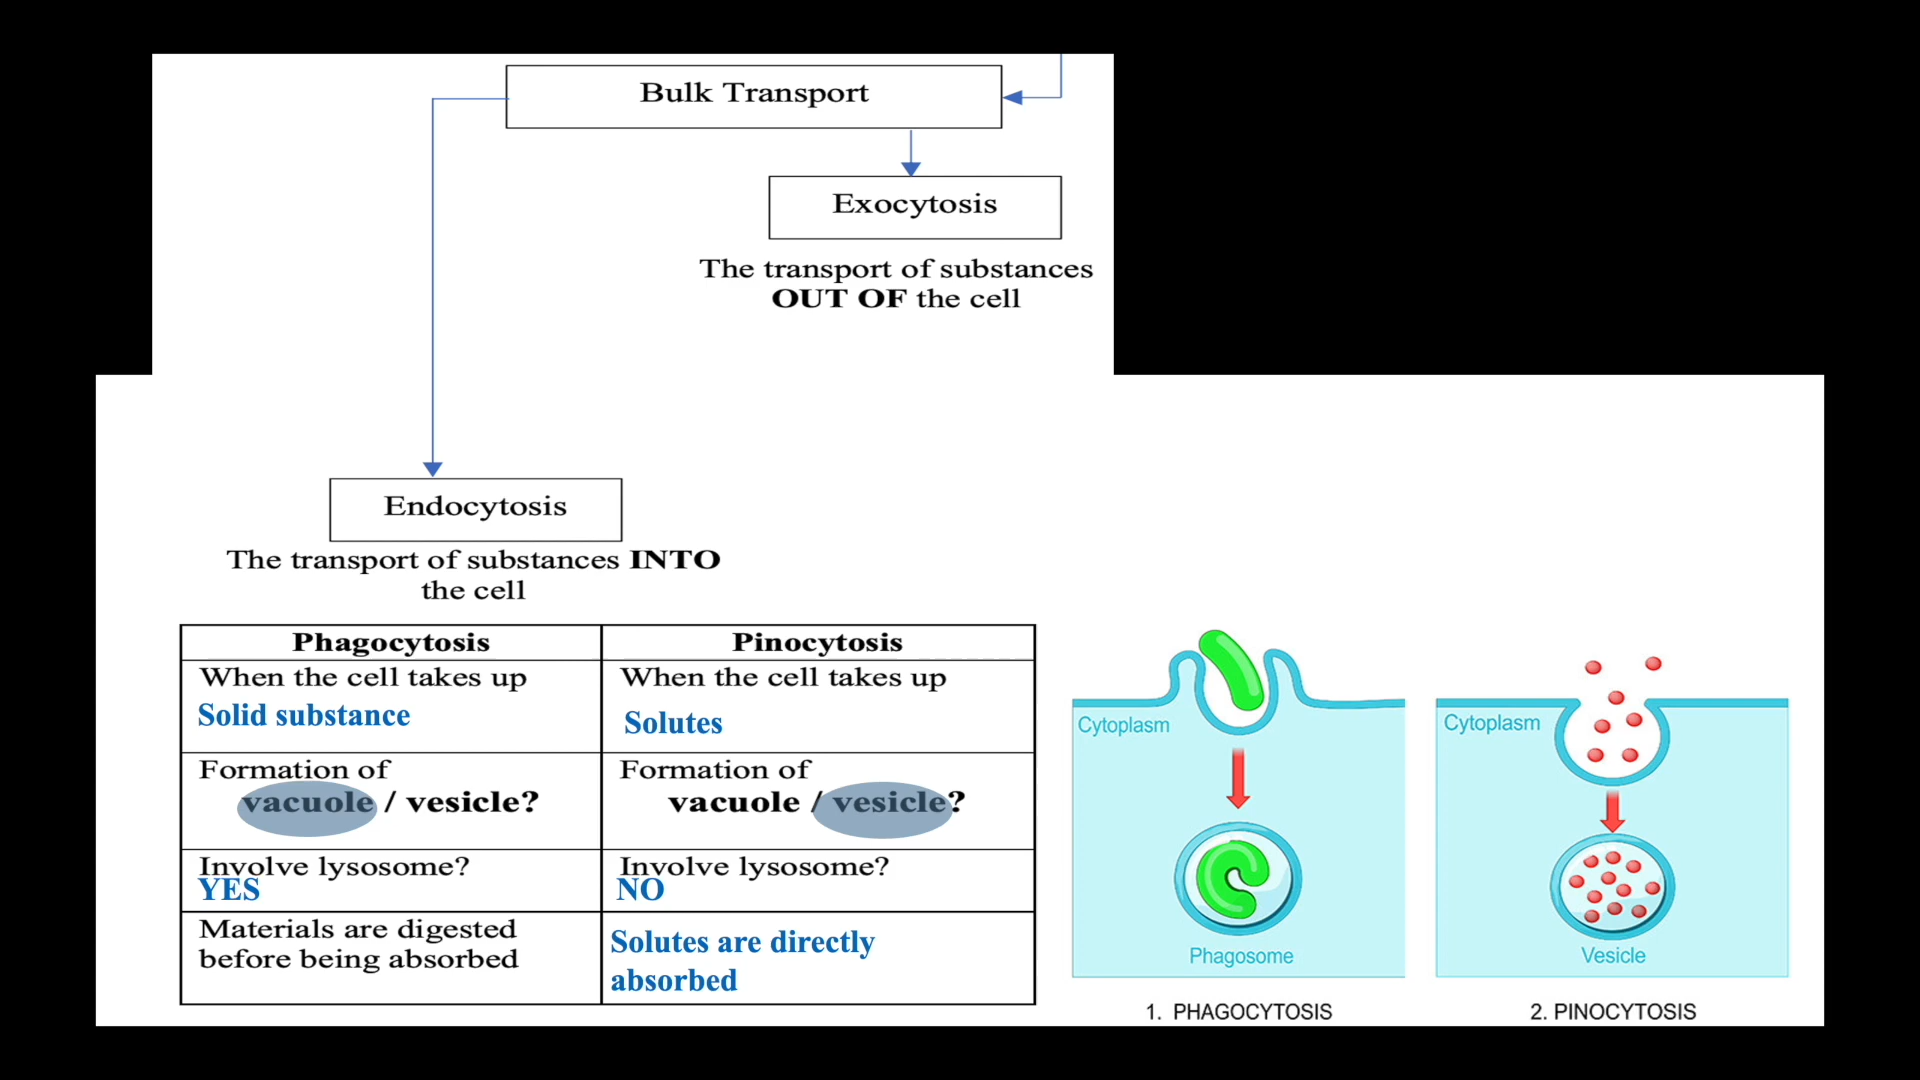 Bulk Transport
Exocytosis
The transport of substances
OUT OF the cell
Endocytosis
The transport of substances INTO
the cell
Phagocytosis
Pinocytosis
When the cell takes up
Solid substance
When the cell takes up
Solutes
Formation of
vacuole / vesicle?
Formation of
vacuole / vesicle?
Involve lysosome?
YES
Involve lysosome?
NO
Materials are digested
before being absorbed
Solutes are directly
absorbed
Cytoplasm
Phagosome
1. PHAGOCYTOSIS
Cytoplasm
Vesicle
2. PINOCYTOSIS